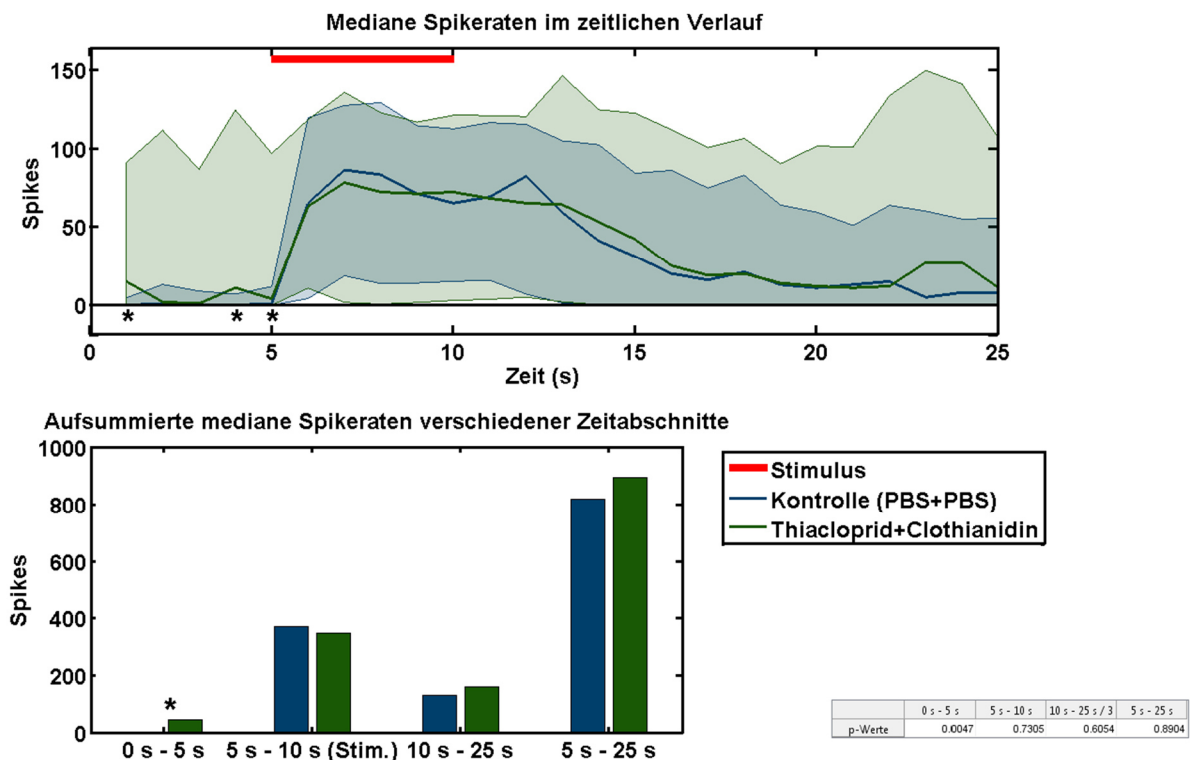 Mediane Spikeraten im zeitlichen Verlauf
150
100
50
0
Spikes
* * *
0 5 10 15 20 25
Zeit (s)
Aufsummierte mediane Spikeraten verschiedener Zeitabschnitte
1000
800
600
400
200
0
Spikes
*
0 s - 5 s 5 s - 10 s (Stim.) 10 s - 25 s 5 s - 25 s
Stimulus
Kontrolle (PBS+PBS)
Thiacloprid+Clothianidin
0 s - 5 s 5 s - 10 s 10 s - 25 s / 3 5 s - 25 s
p-Werte 0.0047 0.7305 0.6054 0.8904